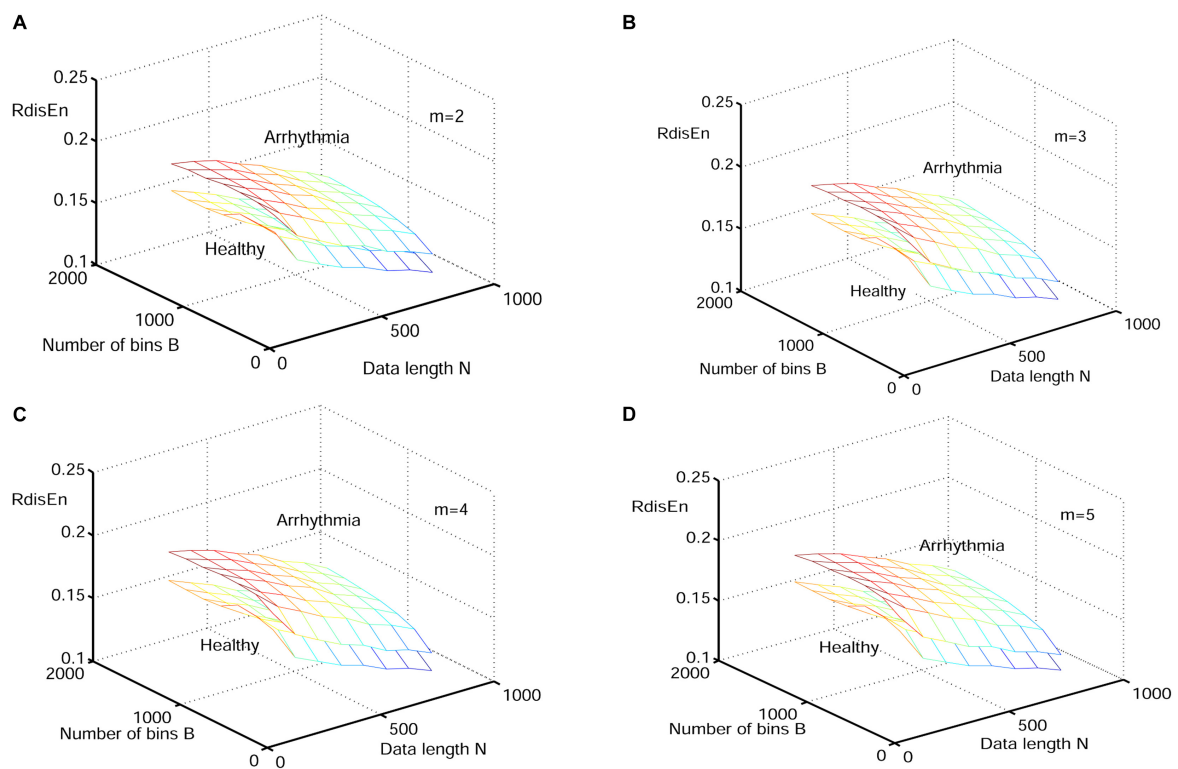 A
0.25
RdisEn
0.2
0.15
0.1
2000
1000
0
Number of bins B
0
500
1000
Data length N
m=2
Arrhythmia
Healthy
B
0.25
RdisEn
0.2
0.15
0.1
2000
1000
0
Number of bins B
0
500
1000
Data length N
m=3
Arrhythmia
Healthy
C
0.25
RdisEn
0.2
0.15
0.1
2000
1000
0
Number of bins B
0
500
1000
Data length N
m=4
Arrhythmia
Healthy
D
0.25
RdisEn
0.2
0.15
0.1
2000
1000
0
Number of bins B
0
500
1000
Data length N
m=5
Arrhythmia
Healthy